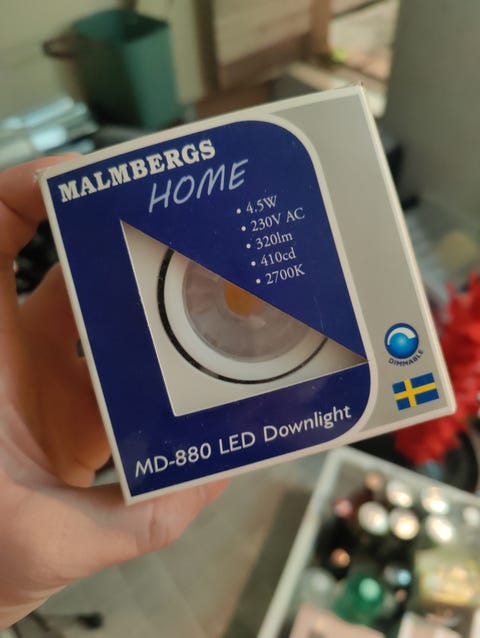 MALMBERGS
HOME
• 4.5W
• 230V AC
• 320lm
• 410cd
• 2700K
DIMMABLE
MD-880 LED Downlight